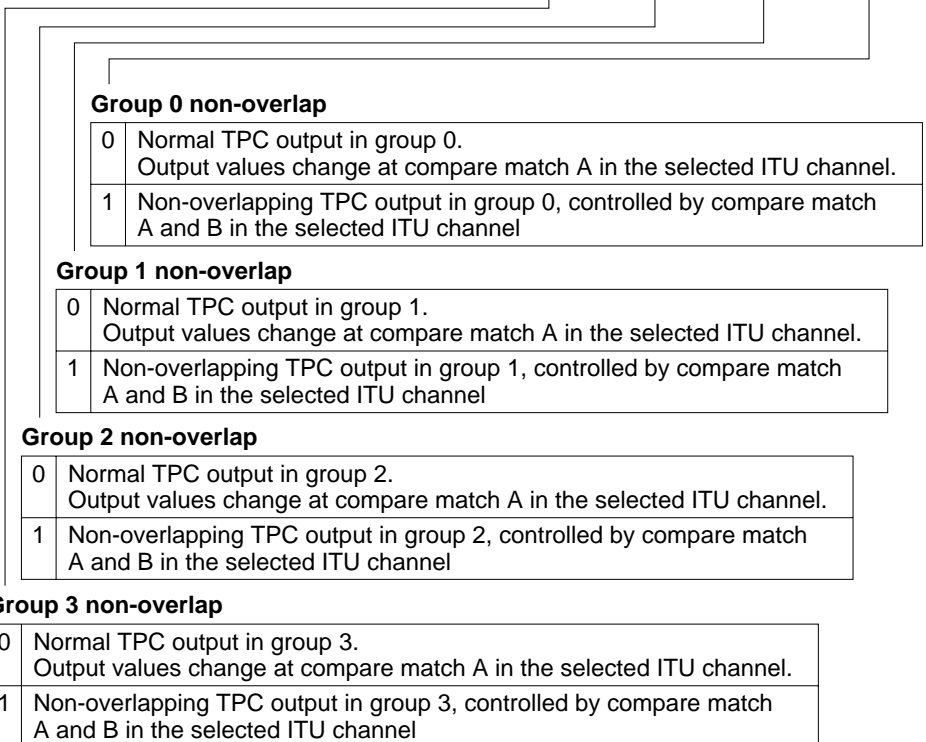 Group 0 non-overlap
0 Normal TPC output in group 0.
Output values change at compare match A in the selected ITU channel.
1 Non-overlapping TPC output in group 0, controlled by compare match
A and B in the selected ITU channel
Group 1 non-overlap
0 Normal TPC output in group 1.
Output values change at compare match A in the selected ITU channel.
1 Non-overlapping TPC output in group 1, controlled by compare match
A and B in the selected ITU channel
Group 2 non-overlap
0 Normal TPC output in group 2.
Output values change at compare match A in the selected ITU channel.
1 Non-overlapping TPC output in group 2, controlled by compare match
A and B in the selected ITU channel
Group 3 non-overlap
0 Normal TPC output in group 3.
Output values change at compare match A in the selected ITU channel.
1 Non-overlapping TPC output in group 3, controlled by compare match
A and B in the selected ITU channel